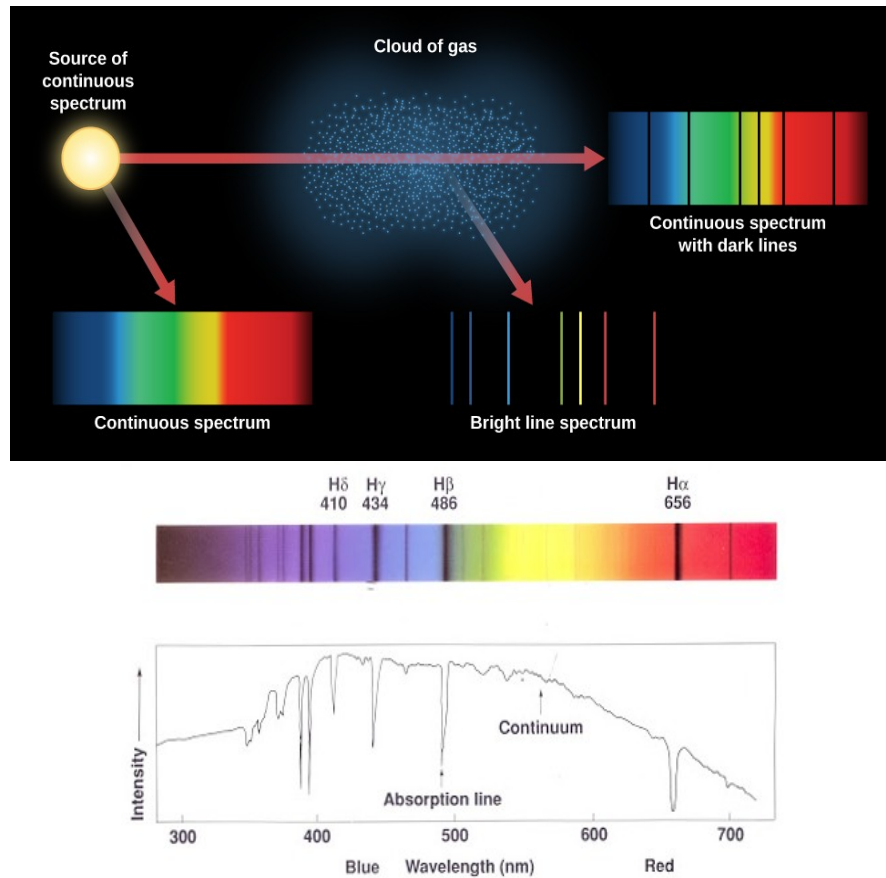 Cloud of gas
Source of
continuous
spectrum
Continuous spectrum
with dark lines
Continuous spectrum
Bright line spectrum
Hδ Hγ Hβ Hα
410 434 486 656
Intensity
Continuum
Absorption line
300 400 500 600 700
Blue Wavelength (nm) Red